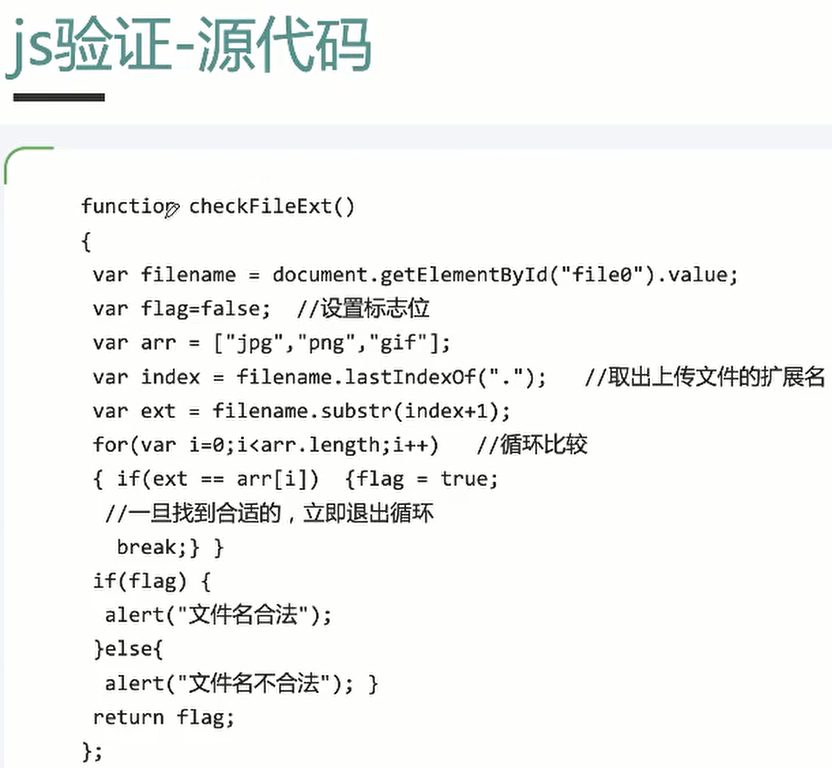 js验证-源代码
function checkFileExt()
{
var filename = document.getElementById("file0").value;
var flag=false;  //设置标志位
var arr = ["jpg","png","gif"];
var index = filename.lastIndexOf(".");   //取出上传文件的扩展名
var ext = filename.substr(index+1);
for(var i=0;i<arr.length;i++)   //循环比较
{ if(ext == arr[i])  {flag = true;
//一旦找到合适的，立即退出循环
break;} }
if(flag) {
alert("文件名合法");
}else{
alert("文件名不合法"); }
return flag;
};